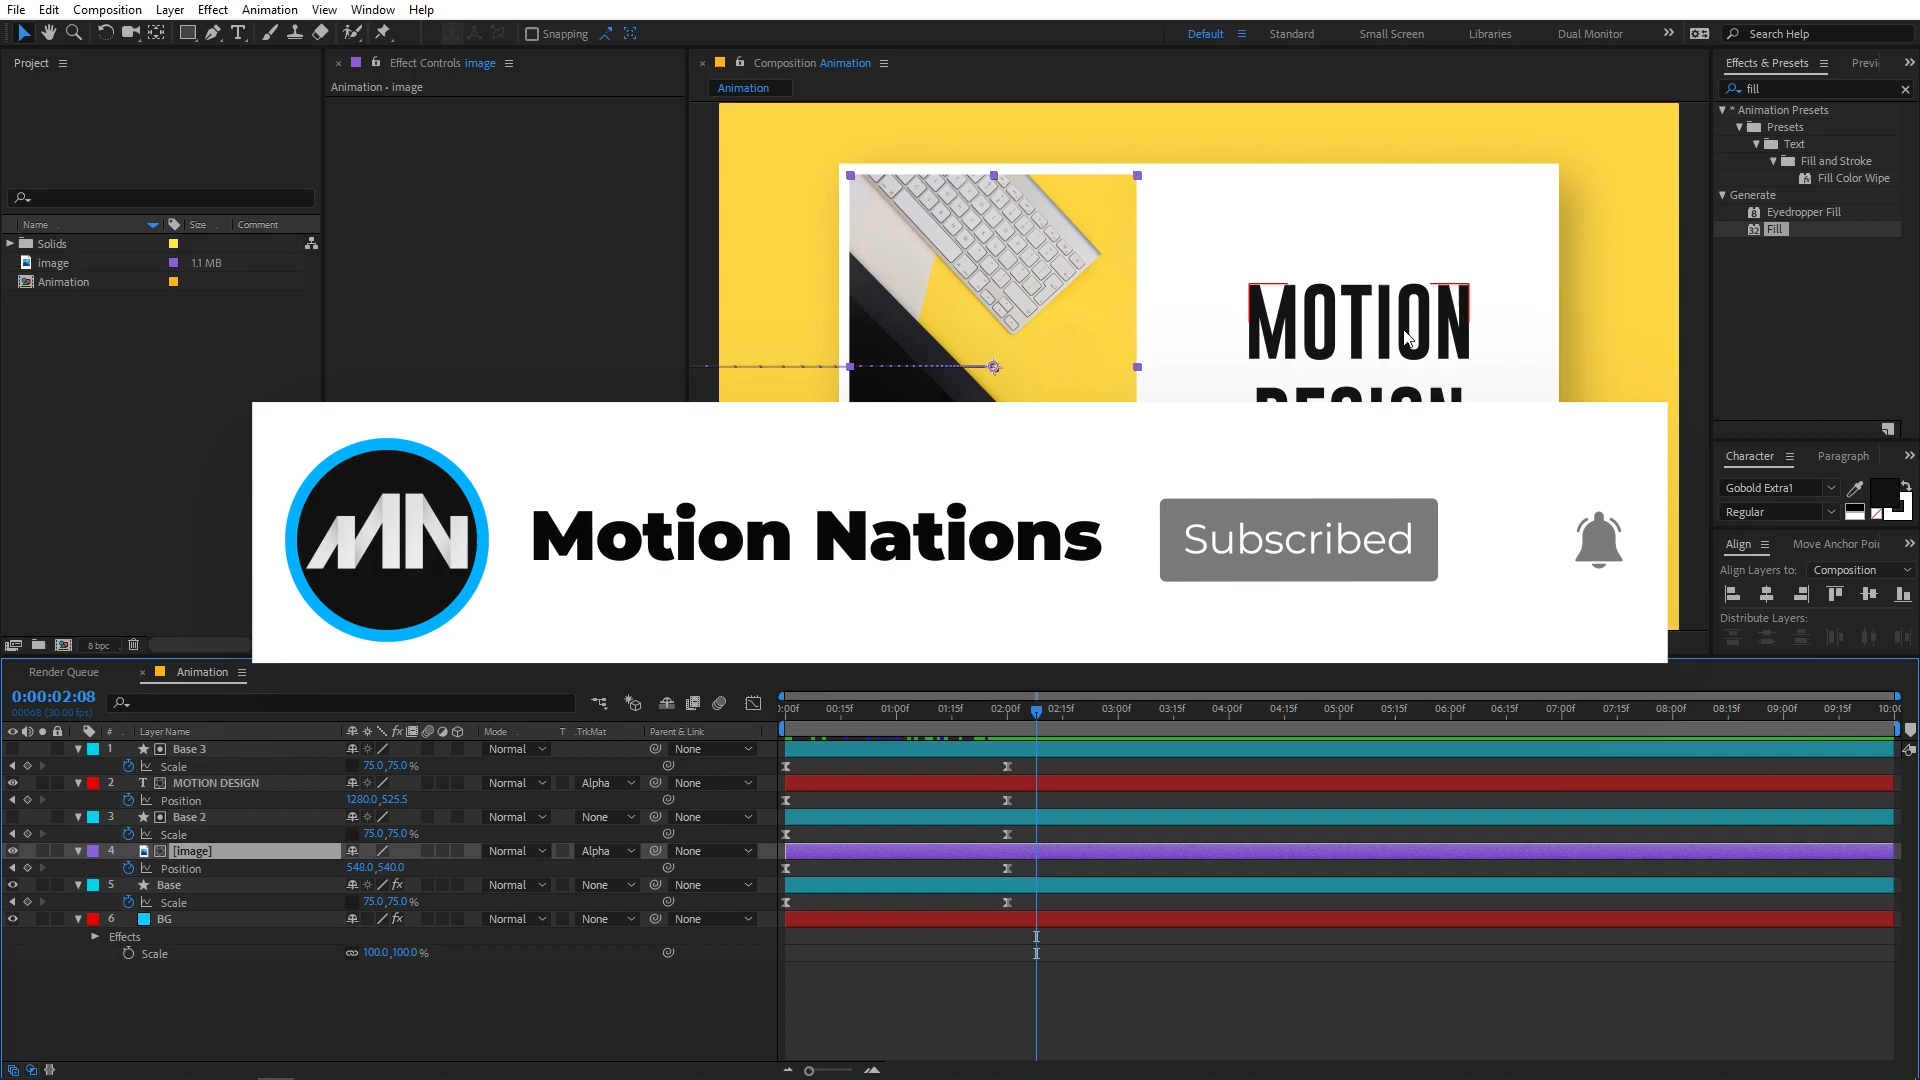 File Edit Composition Layer Effect Animation View Window Help
Snapping
Default Standard Small Screen Libraries Dual Monitor Search Help
Project
Effect Controls image
Composition Animation
Effects & Presets
Animation • image
Animation
fill
* Animation Presets
Presets
Text
Fill and Stroke
Fill Color Wipe
Generate
Eyedropper Fill
Fill
Name Size Comment
Solids
image 1.1 MB
Animation
MOTION
DESIGN
Character Paragraph
Gobold Extra1
Regular
Align
Align Layers to: Composition
Distribute Layers:
MN
Motion Nations
Subscribed
8 bpc
Render Queue Animation
0:00:02:08
00068 (30.00 fps)
00:15f 01:00f 01:15f 02:00f 02:15f 03:00f 03:15f 04:00f 04:15f 05:00f 05:15f 06:00f 06:15f 07:00f 07:15f 08:00f 08:15f 09:00f 09:15f
# Layer Name Mode T .TrkMat Parent & Link
1 Base 3 Normal None
Scale 75.0,75.0 %
2 MOTION DESIGN Normal Alpha None
Position 1280.0,525.5
3 Base 2 Normal None None
Scale 75.0,75.0 %
4 [image] Normal Alpha None
Position 548.0,540.0
5 Base Normal None None
Scale 75.0,75.0 %
6 BG Normal None None
Effects
Scale 100.0,100.0 %